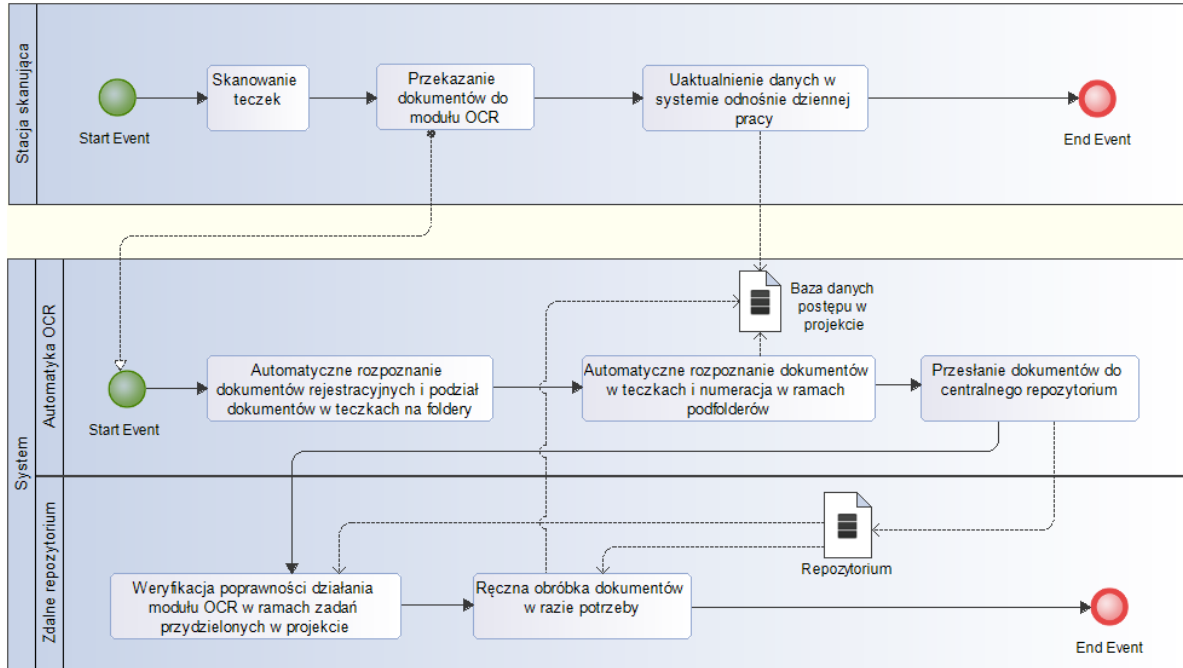 Stacja skanująca
Skanowanie
teczek
Przekazanie
dokumentów do
modułu OCR
Uaktualnienie danych w
systemie odnośnie dziennej
pracy
Start Event
End Event
System
Automatyka OCR
Baza danych
postępu w
projekcie
Automatyczne rozpoznanie
dokumentów rejestracyjnych i podział
dokumentów w teczkach na foldery
Automatyczne rozpoznanie dokumentów
w teczkach i numeracja w ramach
podfolderów
Przesłanie dokumentów do
centralnego repozytorium
Start Event
Zdalne repozytorium
Repozytorium
Weryfikacja poprawności działania
modułu OCR w ramach zadań
przydzielonych w projekcie
Ręczna obróbka dokumentów
w razie potrzeby
End Event